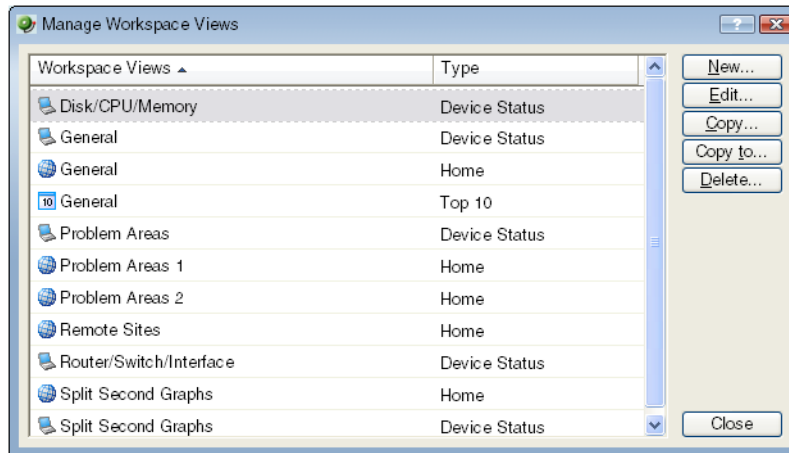 Manage Workspace Views
Workspace Views Type
Disk/CPU/Memory Device Status
General Device Status
General Home
10 General Top 10
Problem Areas Device Status
Problem Areas 1 Home
Problem Areas 2 Home
Remote Sites Home
Router/Switch/Interface Device Status
Split Second Graphs Home
Split Second Graphs Device Status
New...
Edit...
Copy...
Copy to...
Delete...
Close